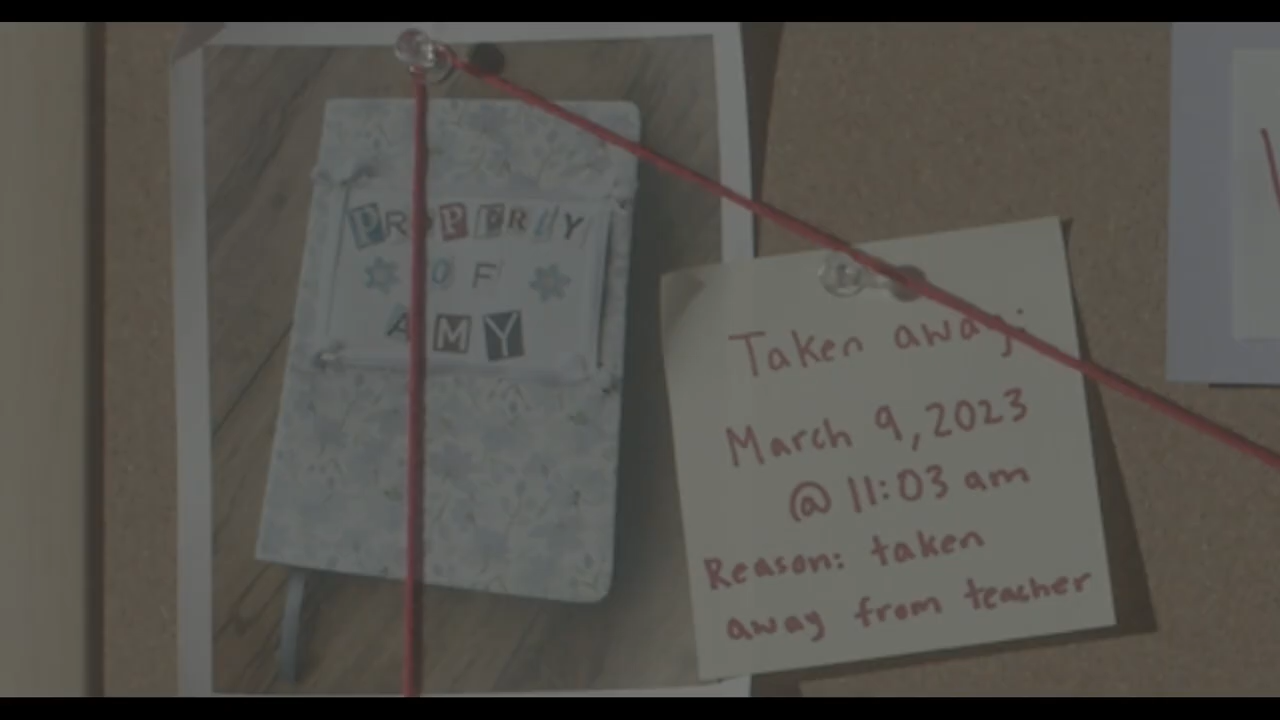 PROPERTY
OF
AMY
Taken away:
March 9, 2023
@ 11:03 am
Reason: taken
away from teacher